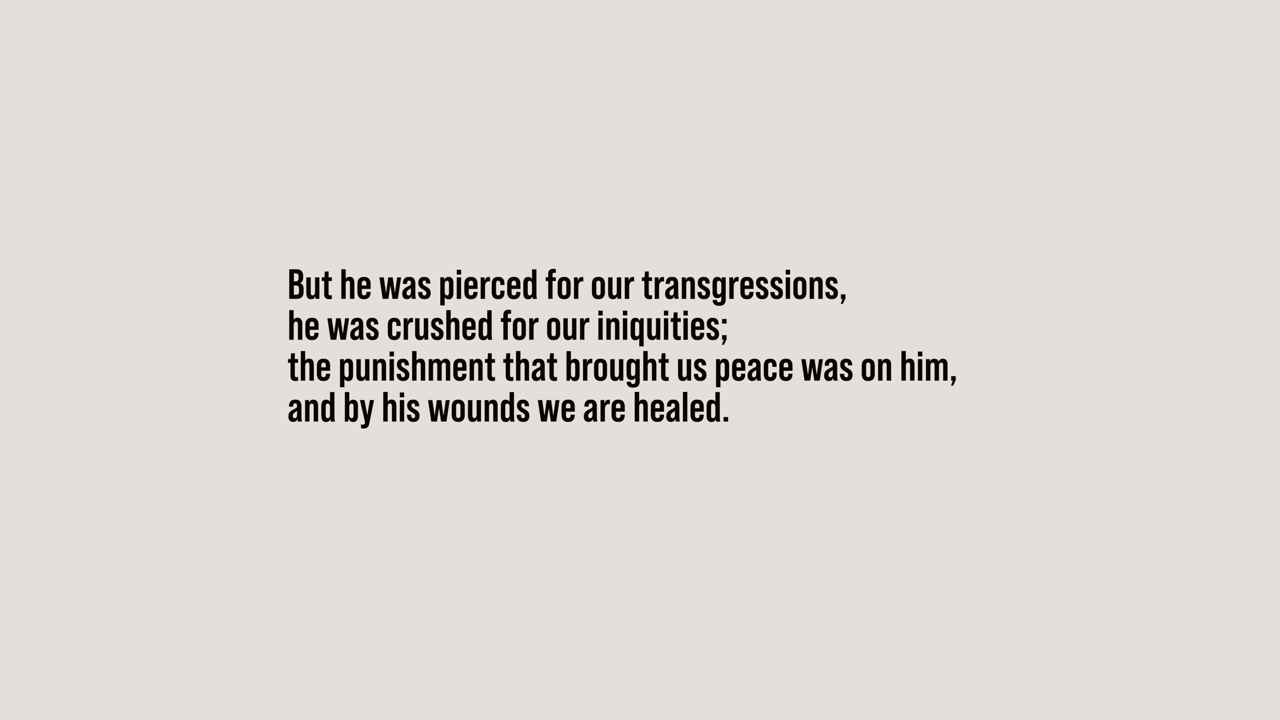 But he was pierced for our transgressions,
he was crushed for our iniquities;
the punishment that brought us peace was on him,
and by his wounds we are healed.